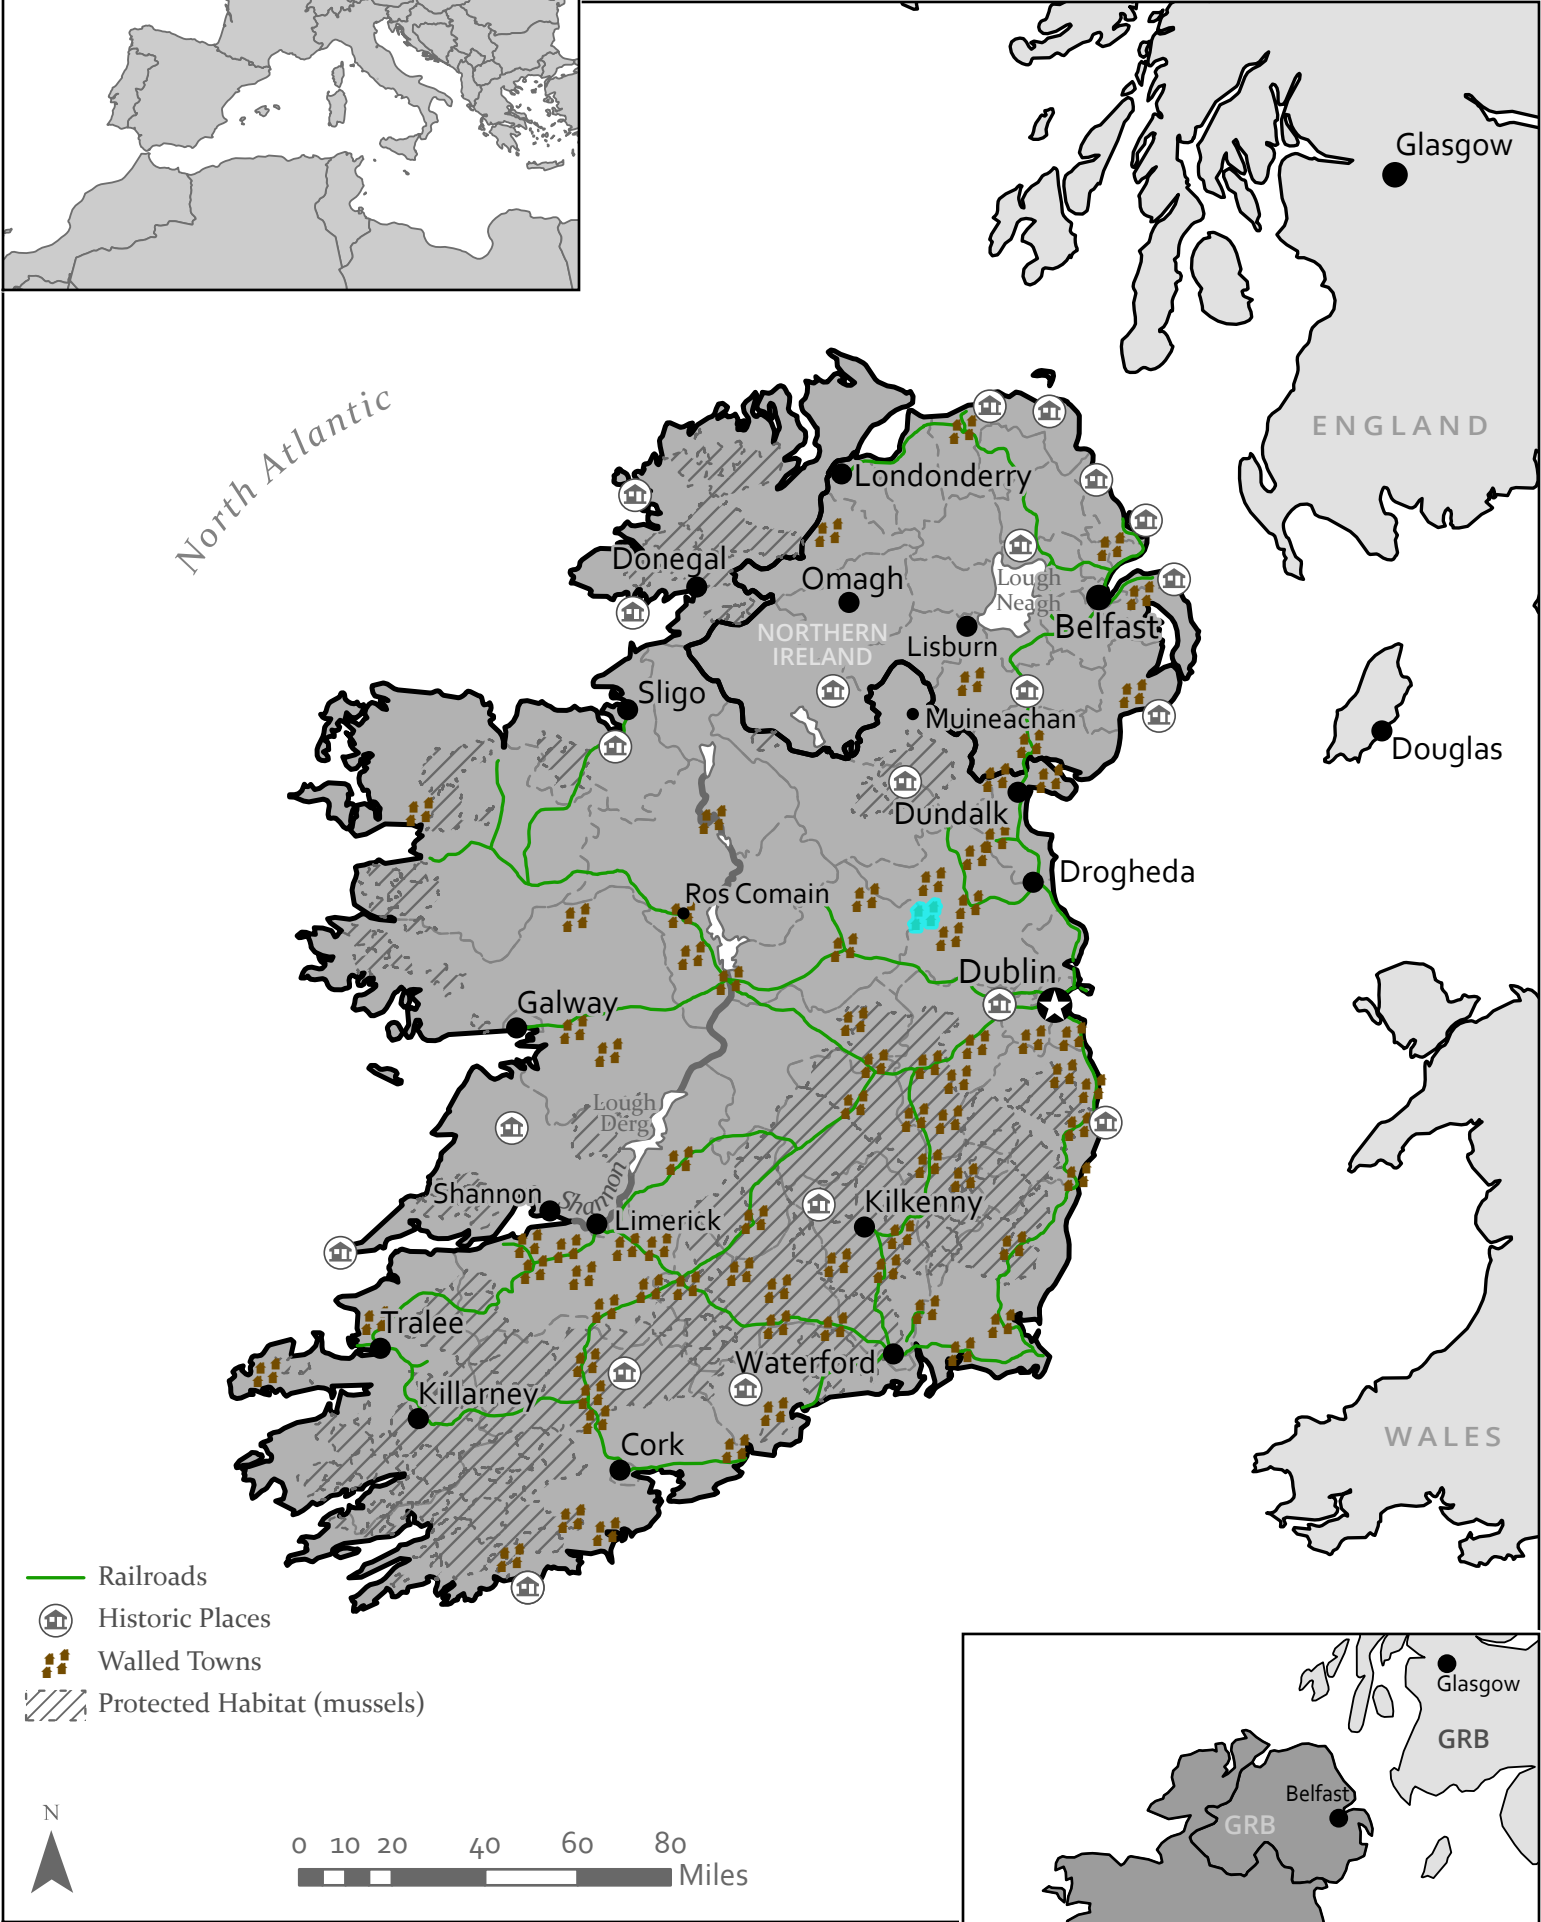 Glasgow
ENGLAND
North Atlantic
Londonderry
Donegal
Omagh
Lough
Neagh
Belfast
NORTHERN
IRELAND
Lisburn
Sligo
Muineachan
Douglas
Dundalk
Drogheda
Ros Comain
Dublin
Galway
Lough
Derg
Shannon
Shannon
Limerick
Kilkenny
Tralee
Waterford
Killarney
Cork
WALES
Railroads
Historic Places
Walled Towns
Protected Habitat (mussels)
N
0 10 20 40 60 80
Miles
Glasgow
GRB
Belfast
GRB